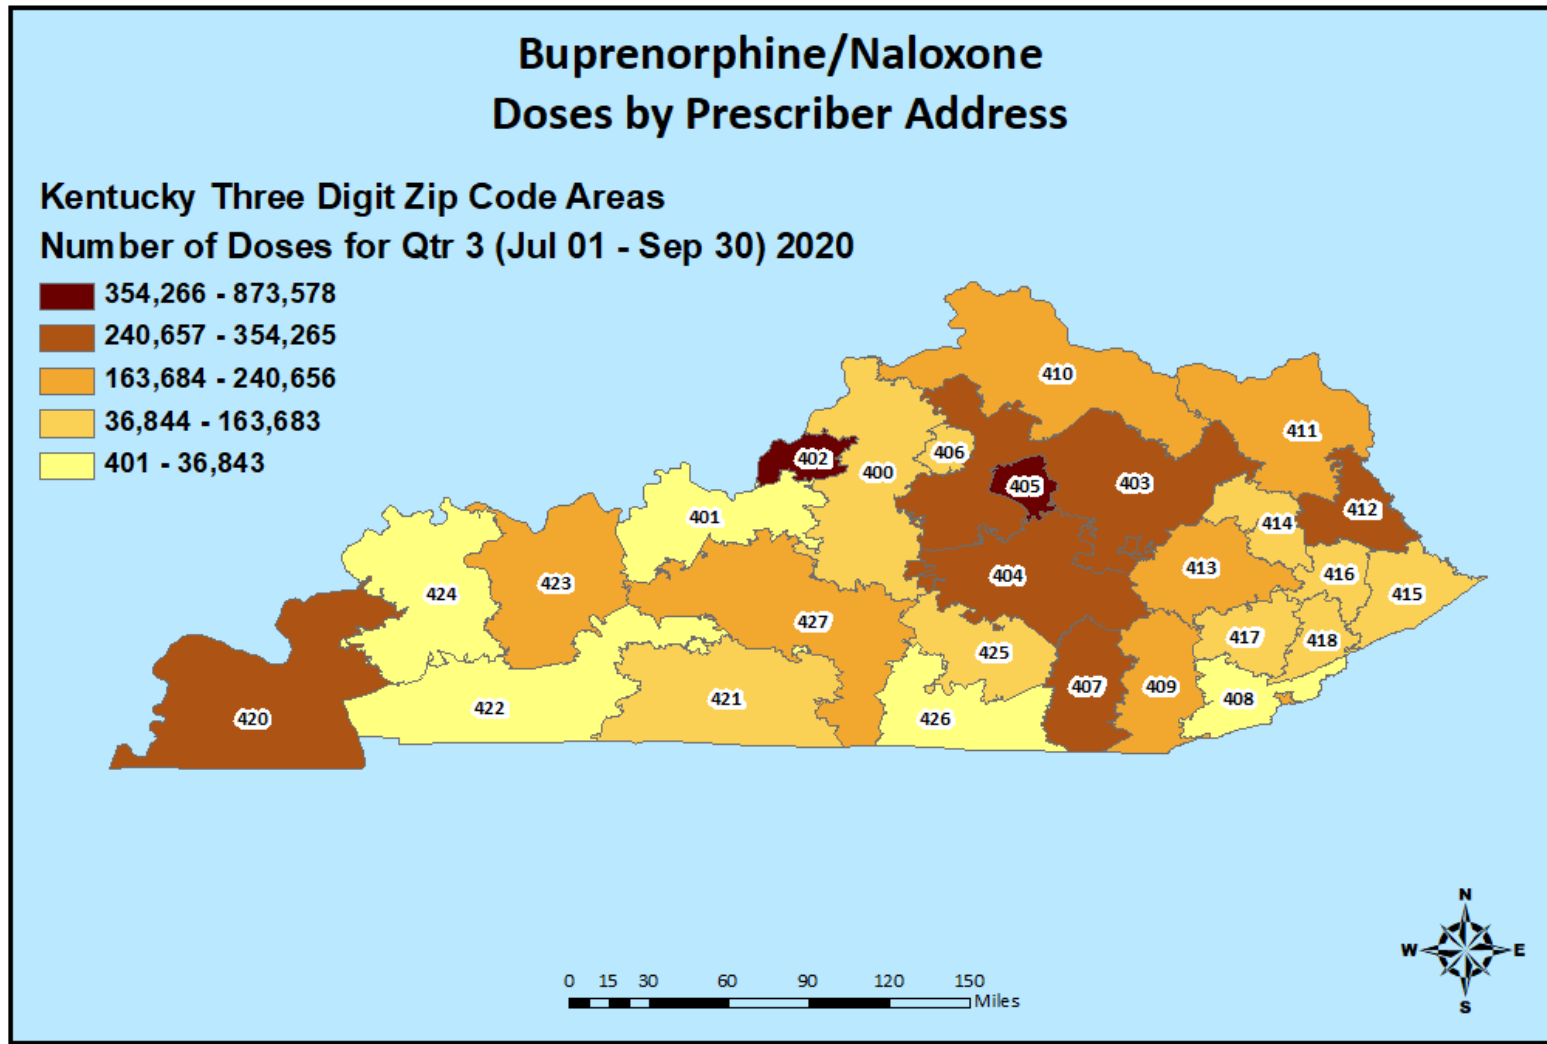 Buprenorphine/Naloxone
Doses by Prescriber Address
Kentucky Three Digit Zip Code Areas
Number of Doses for Qtr 3 (Jul 01 - Sep 30) 2020
354,266 - 873,578
240,657 - 354,265
163,684 - 240,656
36,844 - 163,683
401 - 36,843
410
411
402
406
400
405
403
412
401
414
404
413
416
423
424
415
427
417
418
425
407
409
408
421
422
426
420
N
W E
S
0 15 30 60 90 120 150
Miles